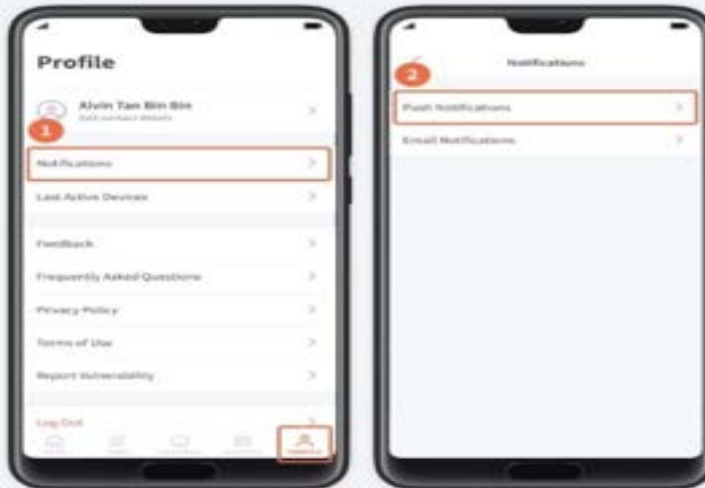 Profile
Alvin Tan Bin Bin
Edit contact details
1
Notifications
Last Active Devices
Feedback
Frequently Asked Questions
Privacy Policy
Terms of Use
Report Vulnerability
Log Out
2
Notifications
Push Notifications
Email Notifications